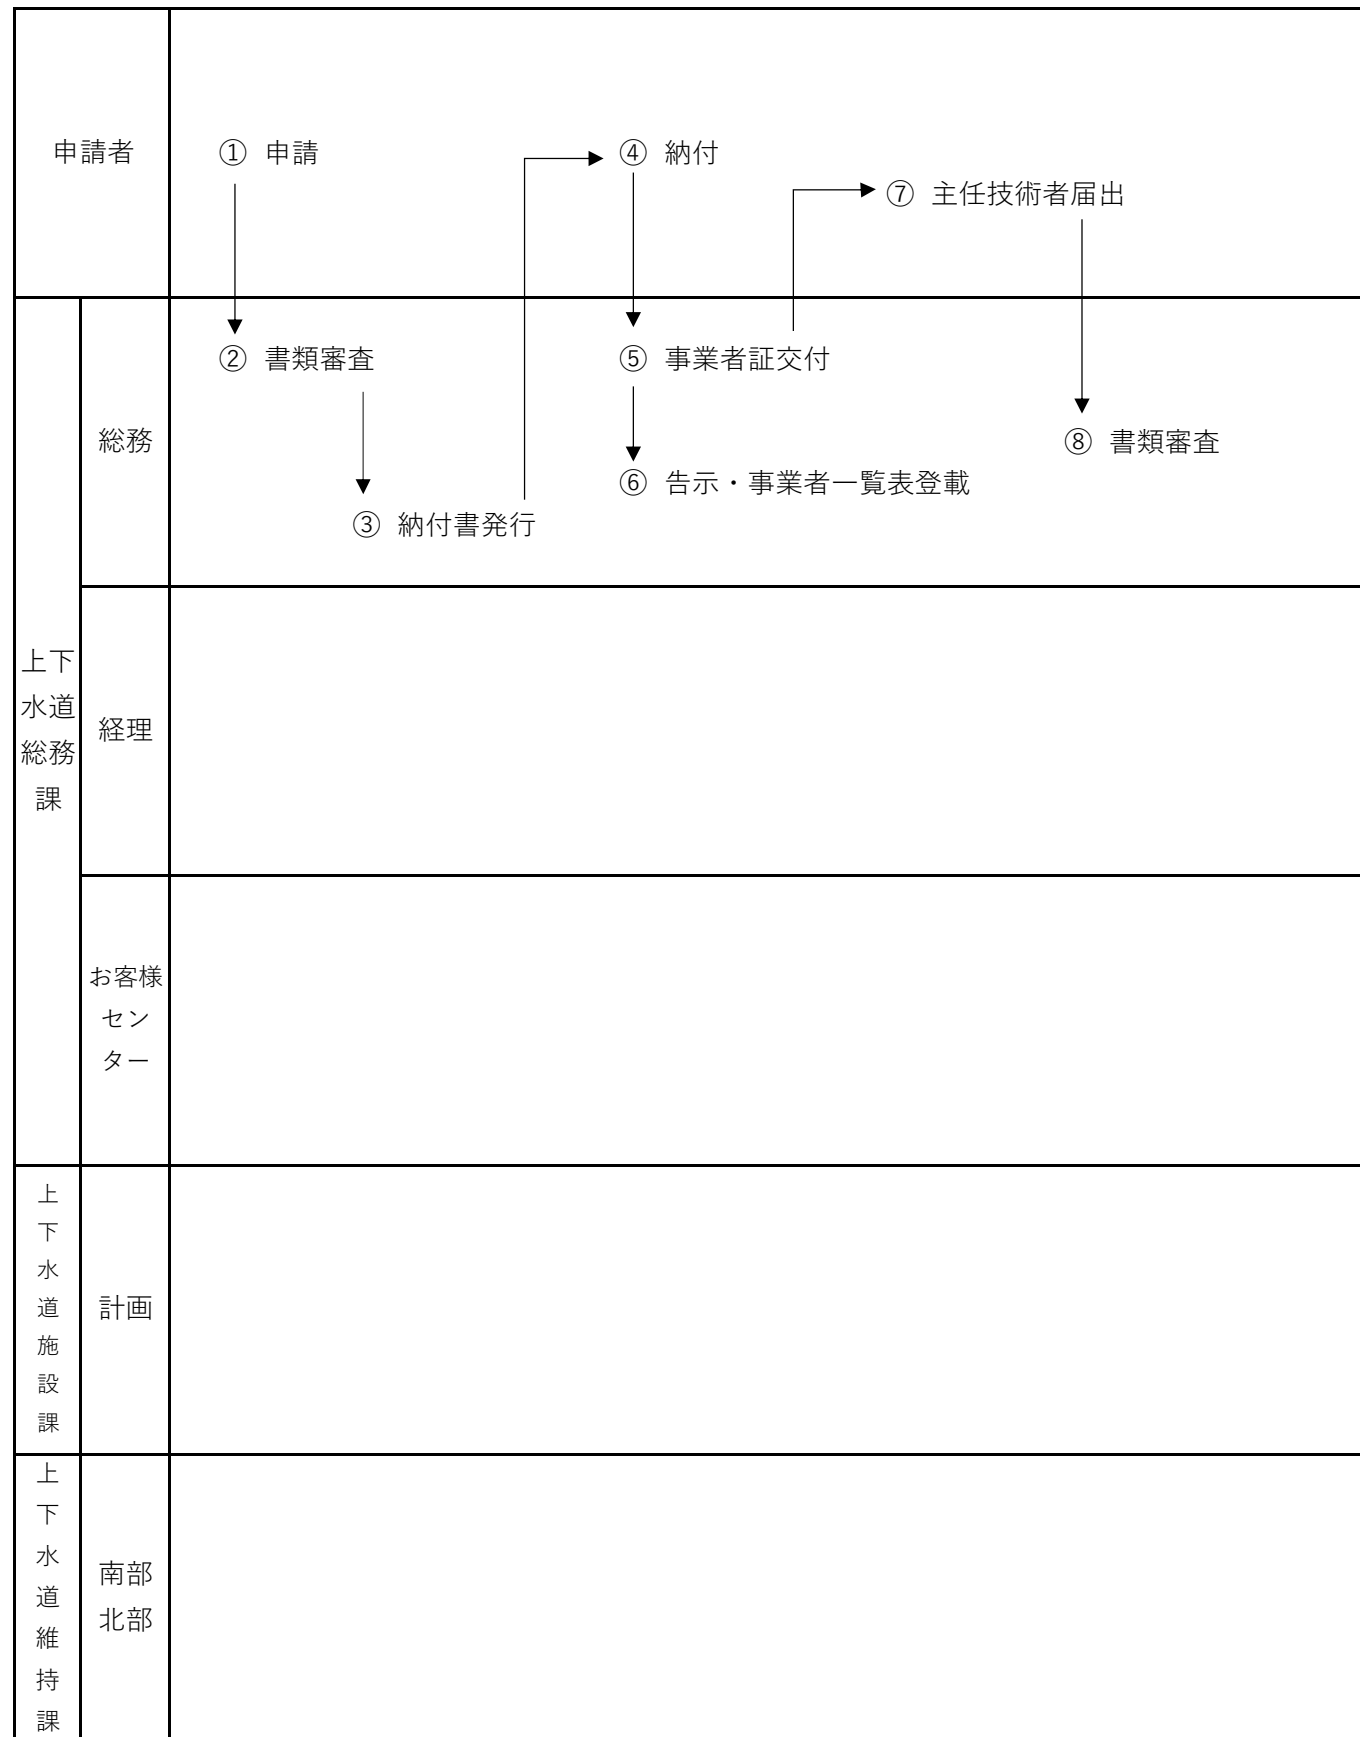 申請者
① 申請
④ 納付
⑦ 主任技術者届出
上下
水道
総務
課
総務
② 書類審査
⑤ 事業者証交付
⑧ 書類審査
⑥ 告示・事業者一覧表登載
③ 納付書発行
経理
お客様
セン
ター
上
下
水
道
施
設
課
計画
上
下
水
道
維
持
課
南部
北部